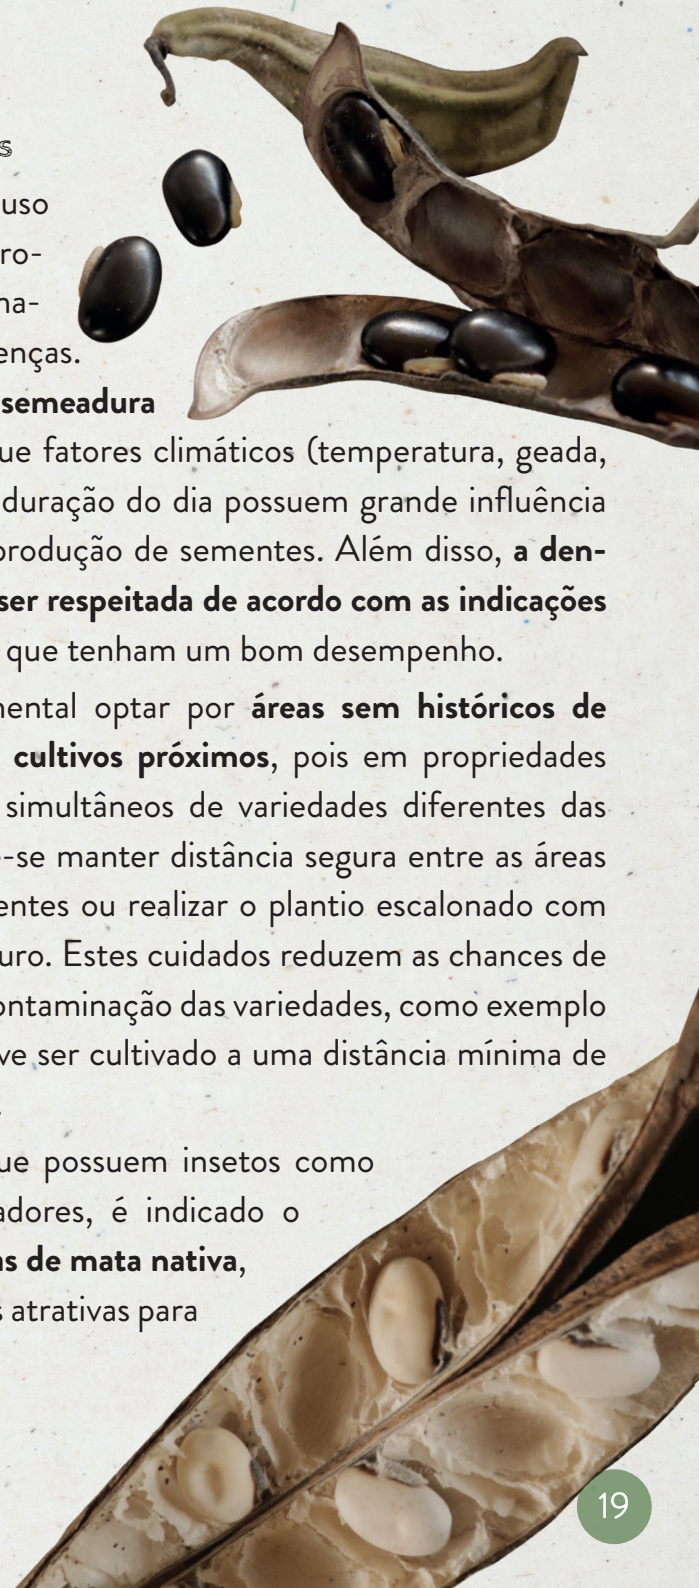 s
uso
ro-
na-
enças.
semeadura
ue fatores climáticos (temperatura, geada,
duração do dia possuem grande influência
produção de sementes. Além disso, a den-
ser respeitada de acordo com as indicações
que tenham um bom desempenho.
mental optar por áreas sem históricos de
cultivos próximos, pois em propriedades
simultâneos de variedades diferentes das
e-se manter distância segura entre as áreas
entes ou realizar o plantio escalonado com
uro. Estes cuidados reduzem as chances de
ontaminação das variedades, como exemplo
ve ser cultivado a uma distância mínima de
.
ue possuem insetos como
adores, é indicado o
as de mata nativa,
s atrativas para
19